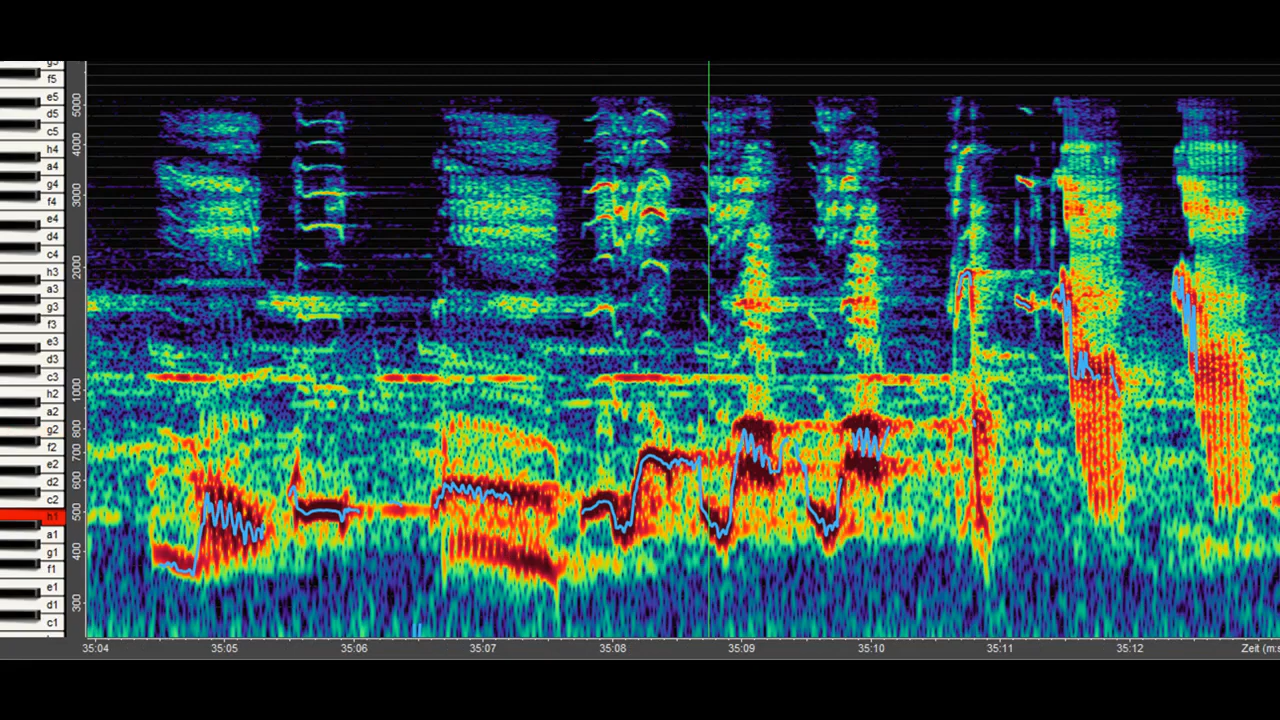 g5
f5
e5
d5
c5
h4
a4
g4
f4
e4
d4
c4
h3
a3
g3
f3
e3
d3
c3
h2
a2
g2
f2
e2
d2
c2
h1
a1
g1
f1
e1
d1
c1
5000
4000
3000
2000
1000
800
700
600
500
400
300
35:04 35:05 35:06 35:07 35:08 35:09 35:10 35:11 35:12 Zeit (m:s